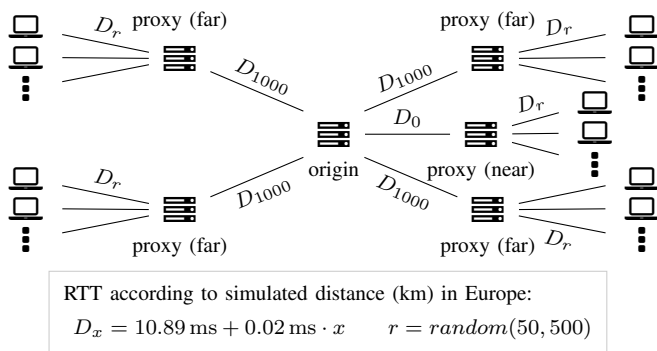 proxy (far)
proxy (far)
D_r
D_r
D_1000
D_1000
D_r
D_0
origin
proxy (near)
D_r
D_1000
D_1000
proxy (far)
proxy (far)
D_r
RTT according to simulated distance (km) in Europe:
D_x = 10.89 ms + 0.02 ms · x r = random(50, 500)